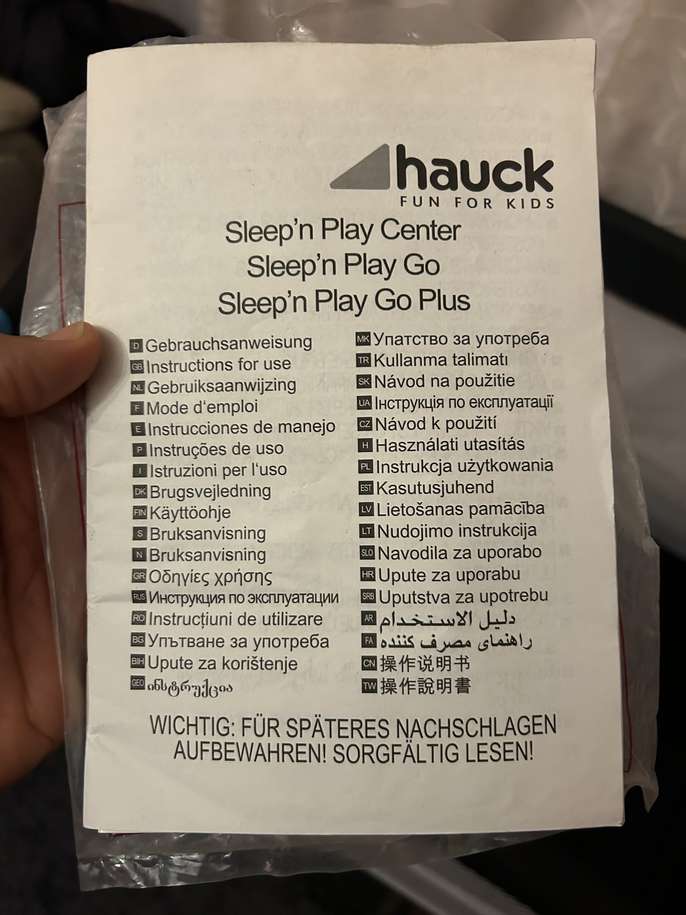 hauck
FUN FOR KIDS
Sleep'n Play Center
Sleep'n Play Go
Sleep'n Play Go Plus
D Gebrauchsanweisung
GB Instructions for use
NL Gebruiksaanwijzing
F Mode d'emploi
E Instrucciones de manejo
P Instruções de uso
I Istruzioni per l'uso
DK Brugsvejledning
FIN Käyttöohje
S Bruksanvisning
N Bruksanvisning
GR Οδηγίες χρήσης
RUS Инструкция по эксплуатации
RO Instrucțiuni de utilizare
BG Упътване за употреба
BIH Upute za korištenje
GEO ინსტრუქცია
MK Упатство за употреба
TR Kullanma talimatı
SK Návod na použitie
UA Інструкція по експлуатації
CZ Návod k použití
H Használati utasítás
PL Instrukcja użytkowania
EST Kasutusjuhend
LV Lietošanas pamācība
LT Nudojimo instrukcija
SLO Navodila za uporabo
HR Upute za uporabu
SRB Uputstva za upotrebu
AR دليل الاستخدام
FA راهنمای مصرف کننده
CN 操作说明书
TW 操作說明書
WICHTIG: FÜR SPÄTERES NACHSCHLAGEN
AUFBEWAHREN! SORGFÄLTIG LESEN!